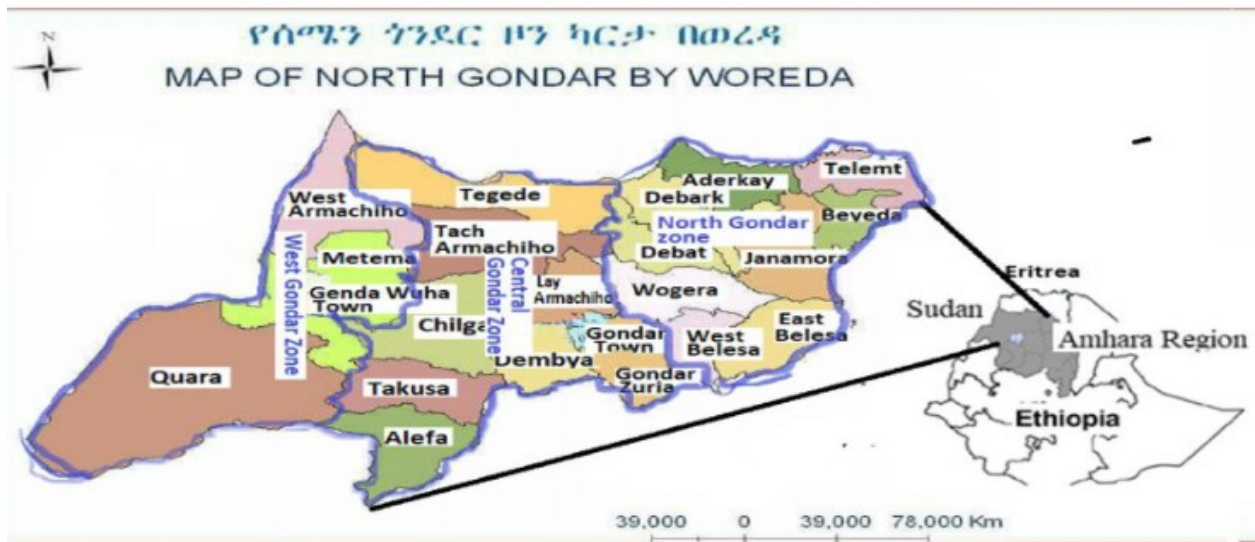 N
የሰሜን ጎንደር ዞን ካርታ በወረዳ
MAP OF NORTH GONDAR BY WOREDA
Telemt
Aderkay
Debark
Beyeda
Tegede
West
Armachiho
North Gondar
zone
Tach
Armachiho
Debat
Janamora
Metema
West Gondar Zone
Central
Gondar Zone
Lay
Armachiho
Wogera
Genda Wuha
Town
Chilga
Gondar
Town
West
Belesa
East
Belesa
Dembya
Gondar
Zuria
Quara
Takusa
Alefa
Eritrea
Sudan
Amhara Region
Ethiopia
39,000 0 39,000 78,000 Km